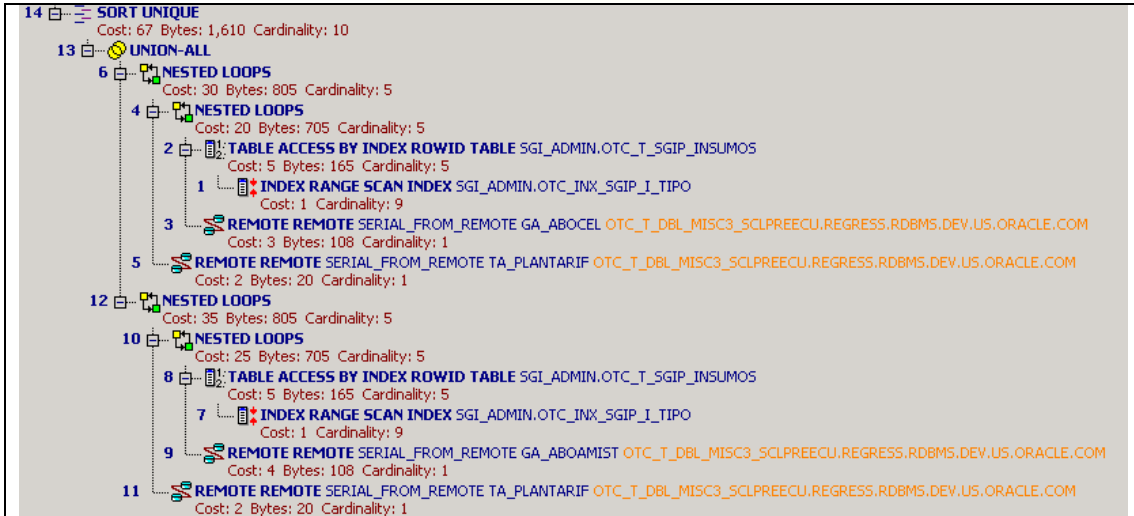 14 SORT UNIQUE
Cost: 67 Bytes: 1,610 Cardinality: 10
13 UNION-ALL
6 NESTED LOOPS
Cost: 30 Bytes: 805 Cardinality: 5
4 NESTED LOOPS
Cost: 20 Bytes: 705 Cardinality: 5
2 TABLE ACCESS BY INDEX ROWID TABLE SGI_ADMIN.OTC_T_SGIP_INSUMOS
Cost: 5 Bytes: 165 Cardinality: 5
1 INDEX RANGE SCAN INDEX SGI_ADMIN.OTC_INX_SGIP_I_TIPO
Cost: 1 Cardinality: 9
3 REMOTE REMOTE SERIAL_FROM_REMOTE GA_ABOCEL OTC_T_DBL_MISC3_SCLPREECU.REGRESS.RDBMS.DEV.US.ORACLE.COM
Cost: 3 Bytes: 108 Cardinality: 1
5 REMOTE REMOTE SERIAL_FROM_REMOTE TA_PLANTARIF OTC_T_DBL_MISC3_SCLPREECU.REGRESS.RDBMS.DEV.US.ORACLE.COM
Cost: 2 Bytes: 20 Cardinality: 1
12 NESTED LOOPS
Cost: 35 Bytes: 805 Cardinality: 5
10 NESTED LOOPS
Cost: 25 Bytes: 705 Cardinality: 5
8 TABLE ACCESS BY INDEX ROWID TABLE SGI_ADMIN.OTC_T_SGIP_INSUMOS
Cost: 5 Bytes: 165 Cardinality: 5
7 INDEX RANGE SCAN INDEX SGI_ADMIN.OTC_INX_SGIP_I_TIPO
Cost: 1 Cardinality: 9
9 REMOTE REMOTE SERIAL_FROM_REMOTE GA_ABOAMIST OTC_T_DBL_MISC3_SCLPREECU.REGRESS.RDBMS.DEV.US.ORACLE.COM
Cost: 4 Bytes: 108 Cardinality: 1
11 REMOTE REMOTE SERIAL_FROM_REMOTE TA_PLANTARIF OTC_T_DBL_MISC3_SCLPREECU.REGRESS.RDBMS.DEV.US.ORACLE.COM
Cost: 2 Bytes: 20 Cardinality: 1